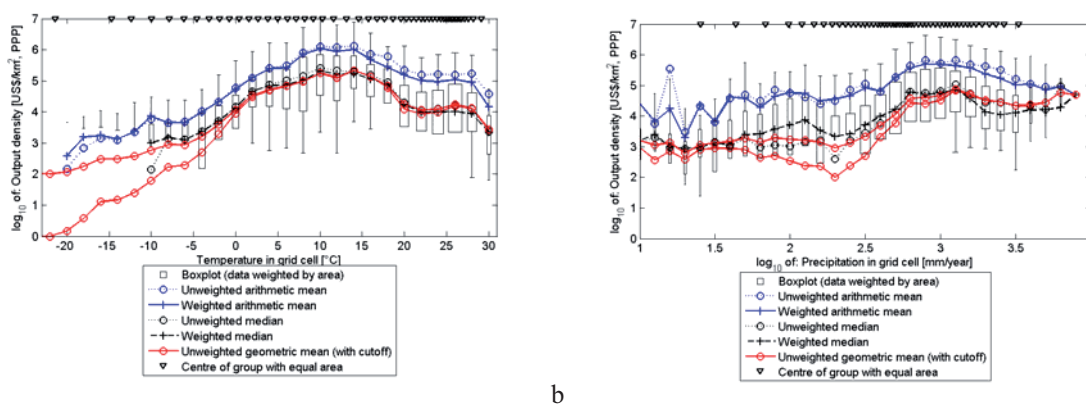 7
6
5
4
3
2
1
0
log10 of: Output density [US$/km², PPP]
-20 -15 -10 -5 0 5 10 15 20 25 30
Temperature in grid cell [°C]
Boxplot (data weighted by area)
Unweighted arithmetic mean
Weighted arithmetic mean
Unweighted median
Weighted median
Unweighted geometric mean (with cutoff)
Centre of group with equal area
b
7
6
5
4
3
2
1
0
log10 of: Output density [US$/km², PPP]
1 1.5 2 2.5 3 3.5
log10 of: Precipitation in grid cell [mm/year]
Boxplot (data weighted by area)
Unweighted arithmetic mean
Weighted arithmetic mean
Unweighted median
Weighted median
Unweighted geometric mean (with cutoff)
Centre of group with equal area